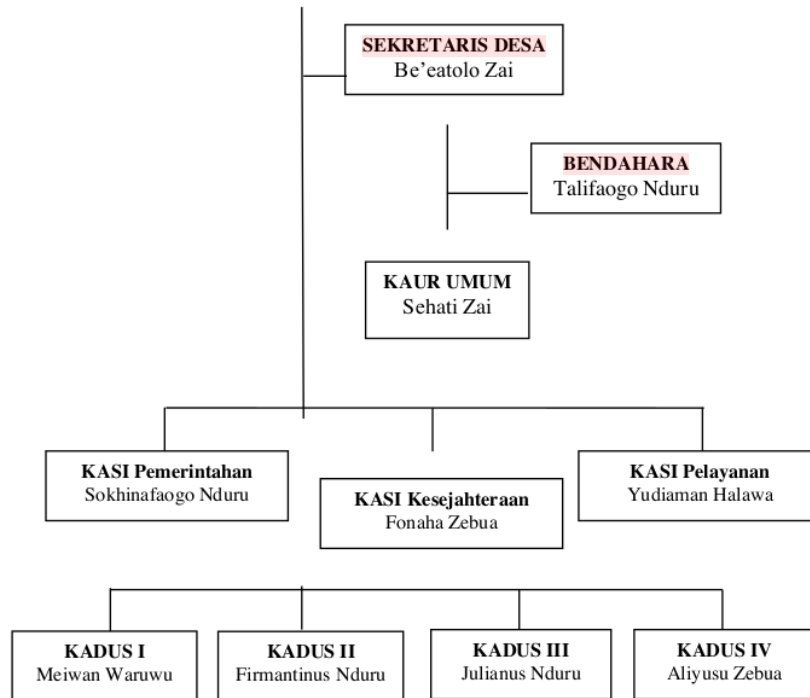 SEKRETARIS DESA
Be’eatolo Zai
BENDAHARA
Talifaogo Nduru
KAUR UMUM
Sehati Zai
KASI Pemerintahan
Sokhinafaogo Nduru
KASI Kesejahteraan
Fonaha Zebua
KASI Pelayanan
Yudiaman Halawa
KADUS I
Meiwan Waruwu
KADUS II
Firmantinus Nduru
KADUS III
Julianus Nduru
KADUS IV
Aliyusu Zebua